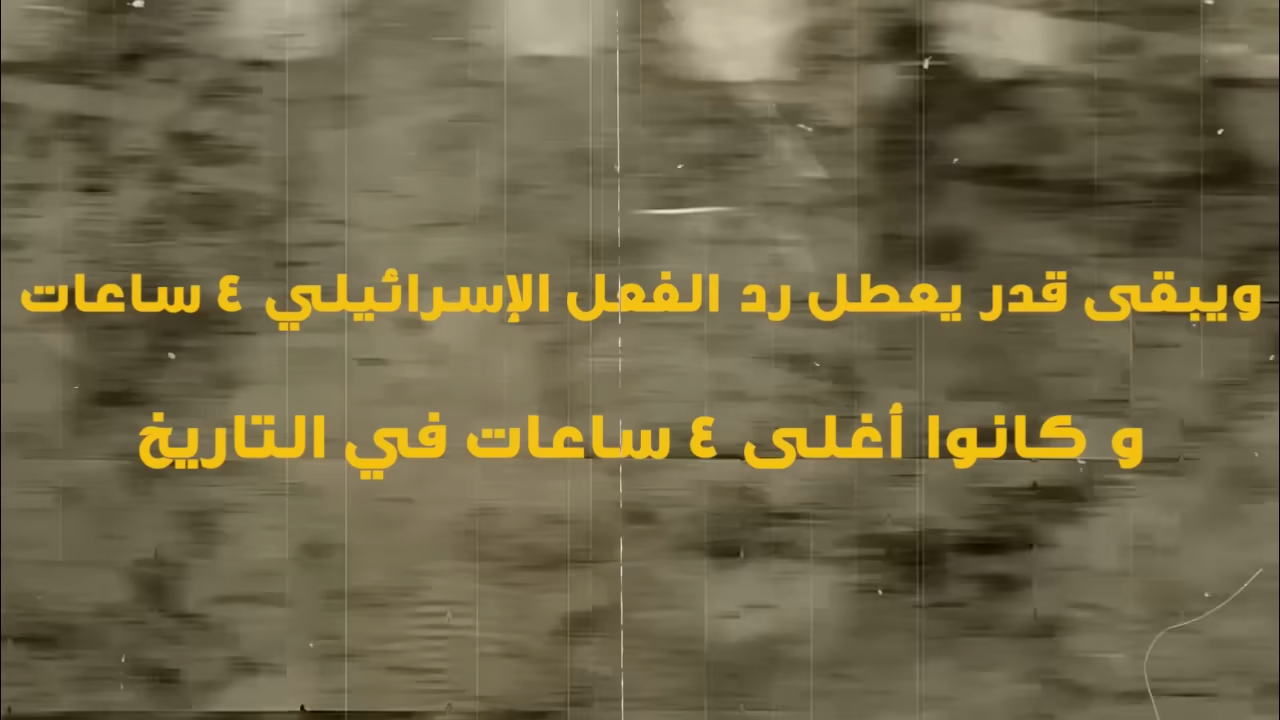 ويبقى قدر يعطل رد الفعل الإسرائيلي ٤ ساعات
و كانوا أغلى ٤ ساعات في التاريخ